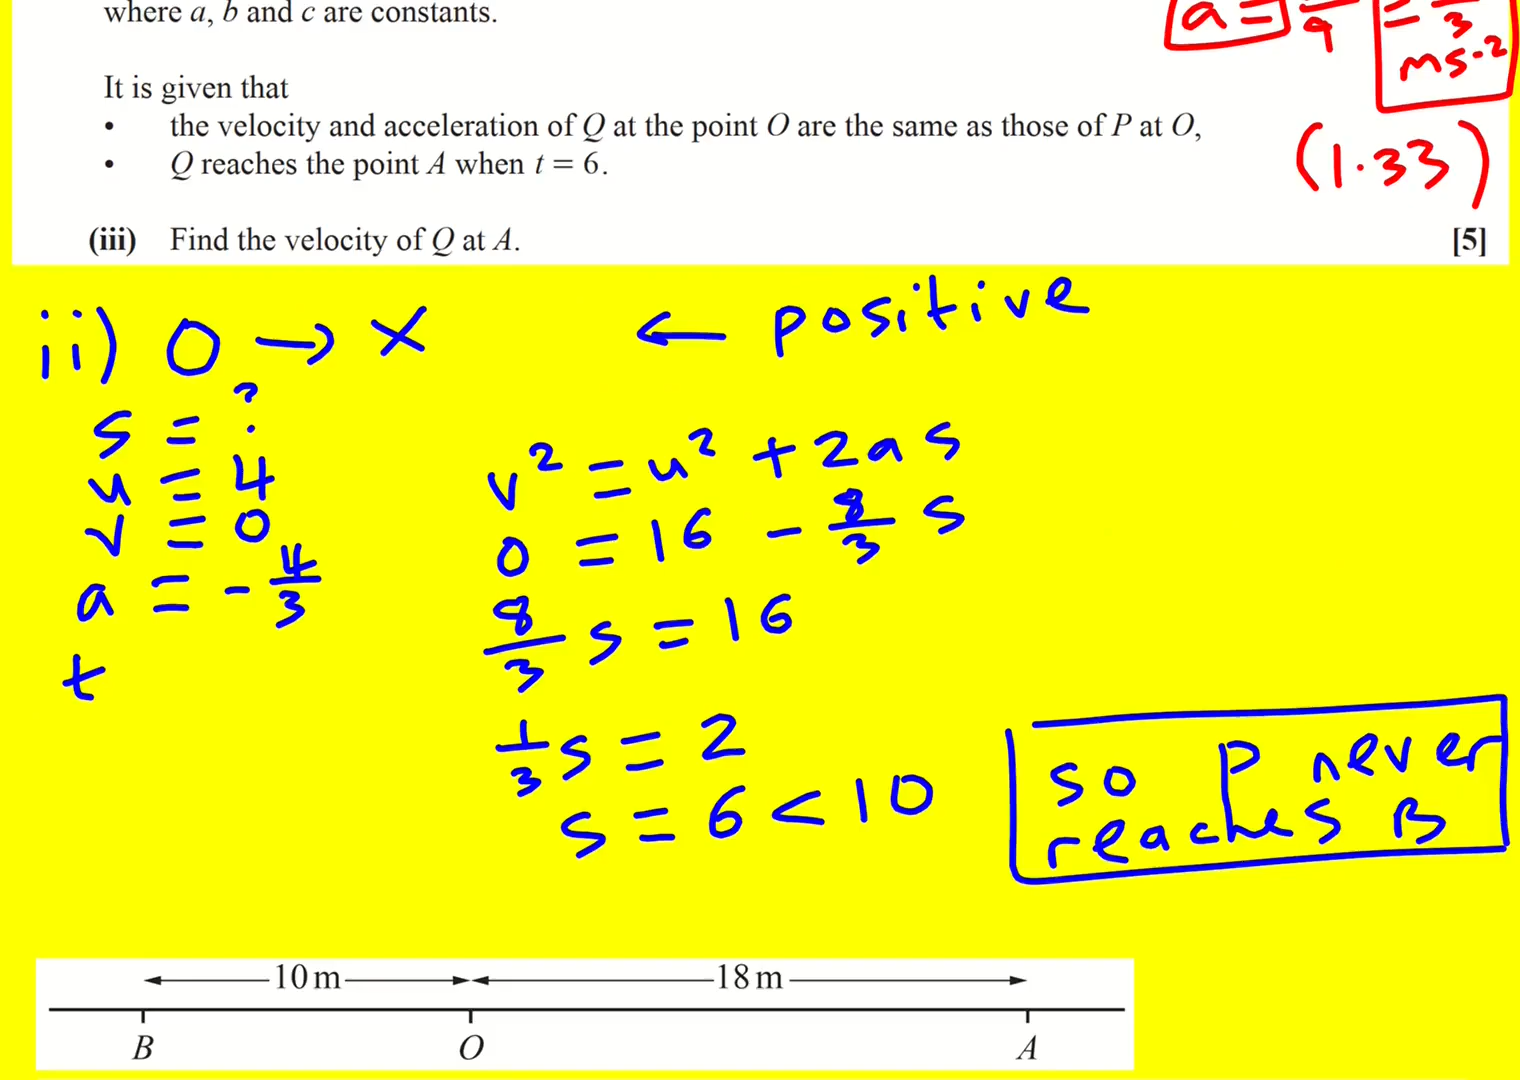 where a, b and c are constants.
a = /9 = /3
ms⁻²
It is given that
• the velocity and acceleration of Q at the point O are the same as those of P at O,
• Q reaches the point A when t = 6.
(1.33)
(iii) Find the velocity of Q at A. [5]
ii) O → X ← positive
s = ?
u = 4
v = 0
a = - 4/3
t
v² = u² + 2as
0 = 16 - 8/3 s
8/3 s = 16
1/3 s = 2
s = 6 < 10
so P never
reaches B
10 m 18 m
B O A